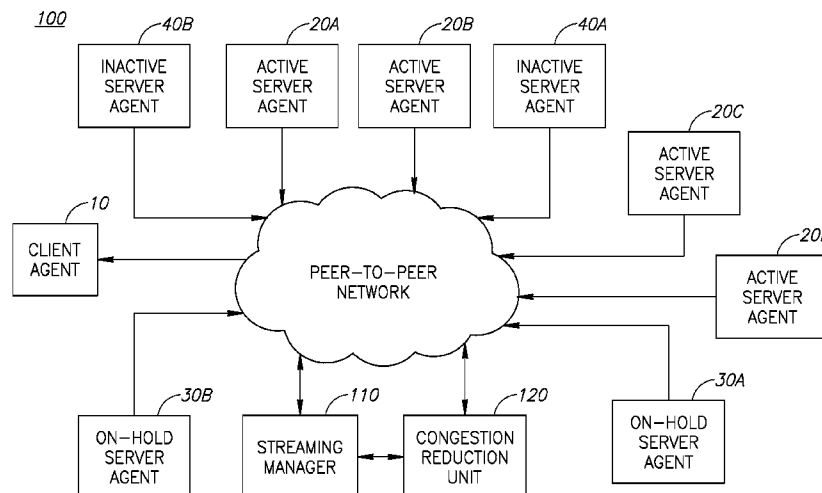 100
40B
20A
20B
40A
INACTIVE
SERVER
AGENT
ACTIVE
SERVER
AGENT
ACTIVE
SERVER
AGENT
INACTIVE
SERVER
AGENT
20C
ACTIVE
SERVER
AGENT
10
CLIENT
AGENT
PEER-TO-PEER
NETWORK
ACTIVE
SERVER
AGENT
30B
ON-HOLD
SERVER
AGENT
110
STREAMING
MANAGER
120
CONGESTION
REDUCTION
UNIT
30A
ON-HOLD
SERVER
AGENT